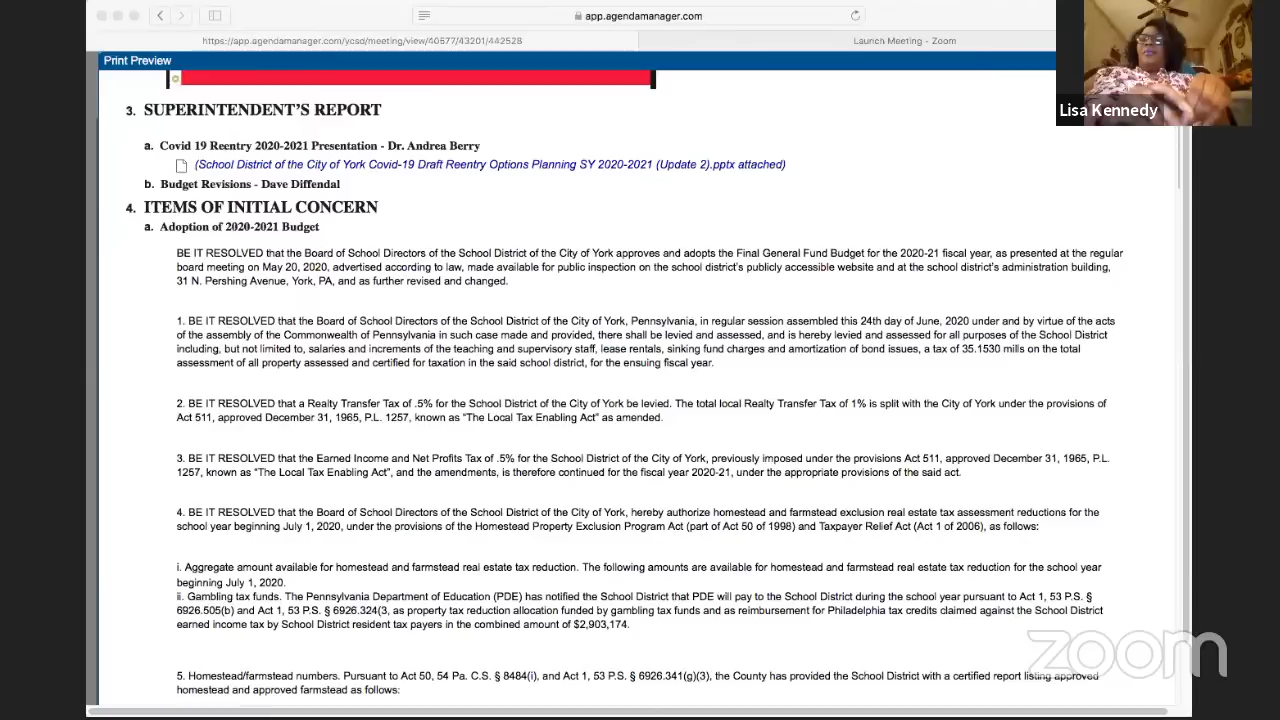 app.agendamanager.com
https://app.agendamanager.com/ycsd/meeting/view/40577/43201/442528
Launch Meeting - Zoom
Print Preview
Lisa Kennedy
3. SUPERINTENDENT'S REPORT
a. Covid 19 Reentry 2020-2021 Presentation - Dr. Andrea Berry
(School District of the City of York Covid-19 Draft Reentry Options Planning SY 2020-2021 (Update 2).pptx attached)
b. Budget Revisions - Dave Diffendal
4. ITEMS OF INITIAL CONCERN
a. Adoption of 2020-2021 Budget
BE IT RESOLVED that the Board of School Directors of the School District of the City of York approves and adopts the Final General Fund Budget for the 2020-21 fiscal year, as presented at the regular
board meeting on May 20, 2020, advertised according to law, made available for public inspection on the school district's publicly accessible website and at the school district's administration building,
31 N. Pershing Avenue, York, PA, and as further revised and changed.
1. BE IT RESOLVED that the Board of School Directors of the School District of the City of York, Pennsylvania, in regular session assembled this 24th day of June, 2020 under and by virtue of the acts
of the assembly of the Commonwealth of Pennsylvania in such case made and provided, there shall be levied and assessed, and is hereby levied and assessed for all purposes of the School District
including, but not limited to, salaries and increments of the teaching and supervisory staff, lease rentals, sinking fund charges and amortization of bond issues, a tax of 35.1530 mills on the total
assessment of all property assessed and certified for taxation in the said school district, for the ensuing fiscal year.
2. BE IT RESOLVED that a Realty Transfer Tax of .5% for the School District of the City of York be levied. The total local Realty Transfer Tax of 1% is split with the City of York under the provisions of
Act 511, approved December 31, 1965, P.L. 1257, known as "The Local Tax Enabling Act" as amended.
3. BE IT RESOLVED that the Earned Income and Net Profits Tax of .5% for the School District of the City of York, previously imposed under the provisions Act 511, approved December 31, 1965, P.L.
1257, known as "The Local Tax Enabling Act", and the amendments, is therefore continued for the fiscal year 2020-21, under the appropriate provisions of the said act.
4. BE IT RESOLVED that the Board of School Directors of the School District of the City of York, hereby authorize homestead and farmstead exclusion real estate tax assessment reductions for the
school year beginning July 1, 2020, under the provisions of the Homestead Property Exclusion Program Act (part of Act 50 of 1998) and Taxpayer Relief Act (Act 1 of 2006), as follows:
i. Aggregate amount available for homestead and farmstead real estate tax reduction. The following amounts are available for homestead and farmstead real estate tax reduction for the school year
beginning July 1, 2020.
ii. Gambling tax funds. The Pennsylvania Department of Education (PDE) has notified the School District that PDE will pay to the School District during the school year pursuant to Act 1, 53 P.S. §
6926.505(b) and Act 1, 53 P.S. § 6926.324(3, as property tax reduction allocation funded by gambling tax funds and as reimbursement for Philadelphia tax credits claimed against the School District
earned income tax by School District resident tax payers in the combined amount of $2,903,174.
5. Homestead/farmstead numbers. Pursuant to Act 50, 54 Pa. C.S. § 8484(i), and Act 1, 53 P.S. § 6926.341(g)(3), the County has provided the School District with a certified report listing approved
homestead and approved farmstead as follows:
zoom